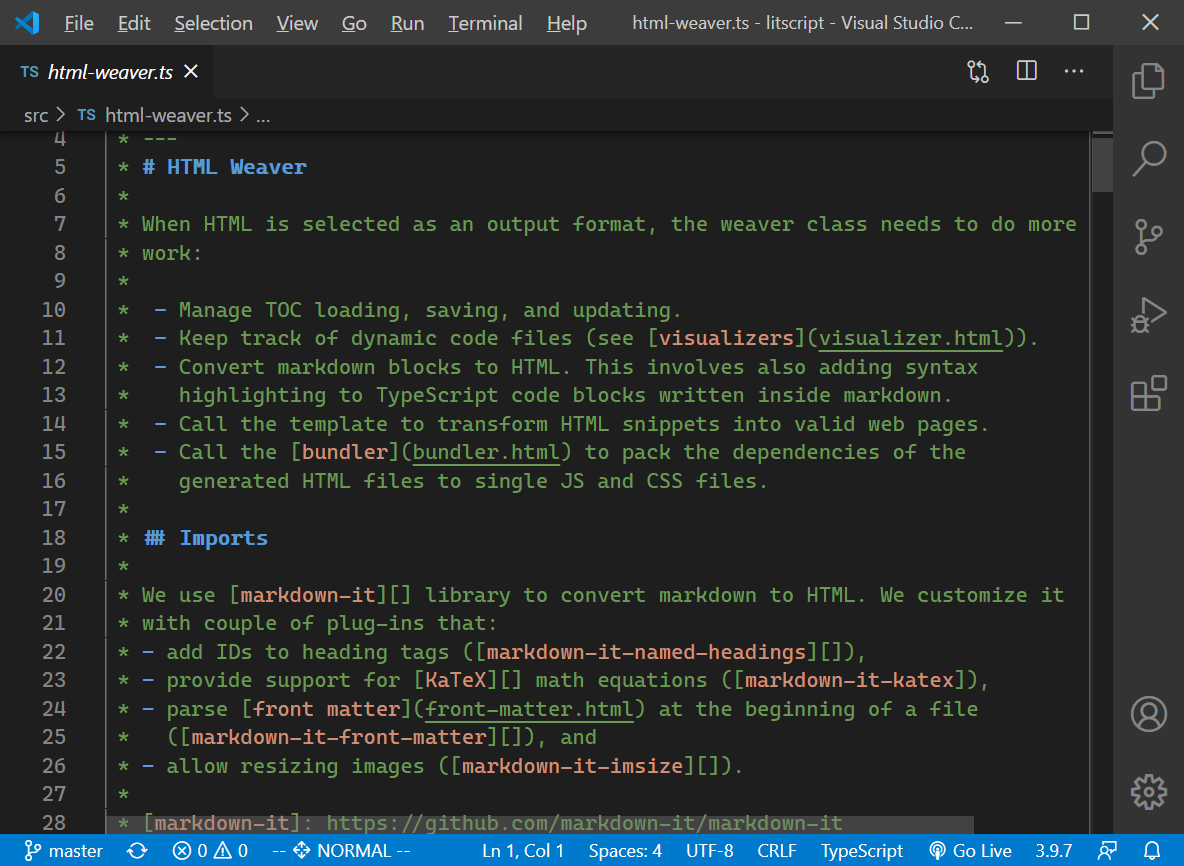 File Edit Selection View Go Run Terminal Help html-weaver.ts - litscript - Visual Studio C...
TS html-weaver.ts
src > TS html-weaver.ts > ...
4 * ---
5 * # HTML Weaver
6 *
7 * When HTML is selected as an output format, the weaver class needs to do more
8 * work:
9 *
10 *  - Manage TOC loading, saving, and updating.
11 *  - Keep track of dynamic code files (see [visualizers](visualizer.html)).
12 *  - Convert markdown blocks to HTML. This involves also adding syntax
13 *    highlighting to TypeScript code blocks written inside markdown.
14 *  - Call the template to transform HTML snippets into valid web pages.
15 *  - Call the [bundler](bundler.html) to pack the dependencies of the
16 *    generated HTML files to single JS and CSS files.
17 *
18 * ## Imports
19 *
20 * We use [markdown-it][] library to convert markdown to HTML. We customize it
21 * with couple of plug-ins that:
22 * - add IDs to heading tags ([markdown-it-named-headings][]),
23 * - provide support for [KaTeX][] math equations ([markdown-it-katex]),
24 * - parse [front matter](front-matter.html) at the beginning of a file
25 *   ([markdown-it-front-matter][]), and
26 * - allow resizing images ([markdown-it-imsize][]).
27 *
28 * [markdown-it]: https://github.com/markdown-it/markdown-it
master 0 0 -- NORMAL -- Ln 1, Col 1 Spaces: 4 UTF-8 CRLF TypeScript Go Live 3.9.7